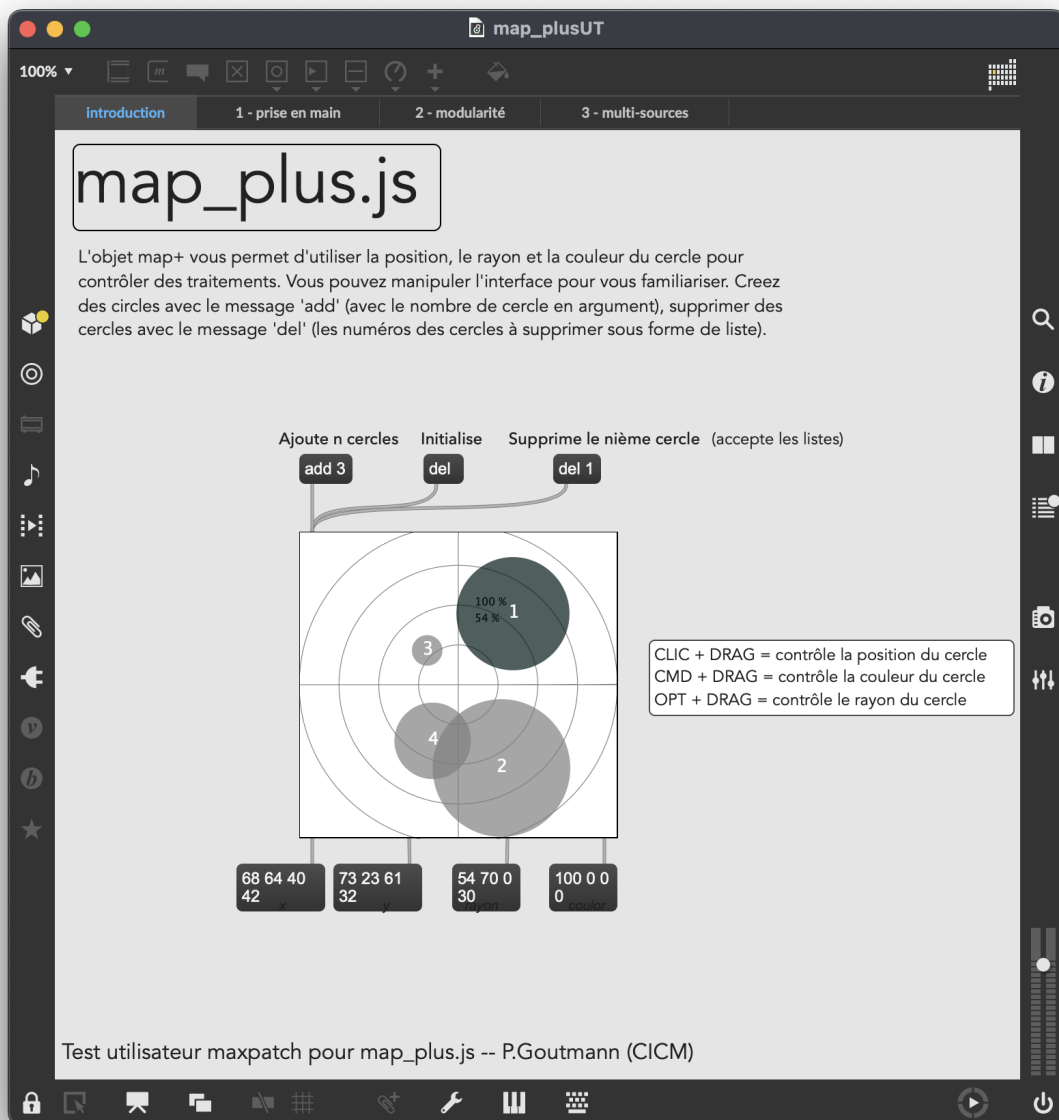 map_plusUT
100% ▼
introduction
1 - prise en main
2 - modularité
3 - multi-sources
map_plus.js
L'objet map+ vous permet d'utiliser la position, le rayon et la couleur du cercle pour
contrôler des traitements. Vous pouvez manipuler l'interface pour vous familiariser. Creez
des circles avec le message 'add' (avec le nombre de cercle en argument), supprimer des
cercles avec le message 'del' (les numéros des cercles à supprimer sous forme de liste).
Ajoute n cercles
Initialise
Supprime le nième cercle (accepte les listes)
add 3
del
del 1
100 %
54 %
1
3
4
2
CLIC + DRAG = contrôle la position du cercle
CMD + DRAG = contrôle la couleur du cercle
OPT + DRAG = contrôle le rayon du cercle
68 64 40
42
x
73 23 61
32
y
54 70 0
30
rayon
100 0 0
0
coulor
Test utilisateur maxpatch pour map_plus.js -- P.Goutmann (CICM)